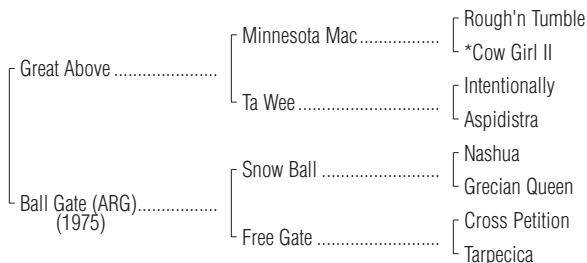 Rough'n Tumble
Minnesota Mac
*Cow Girl II
Great Above
Intentionally
Ta Wee
Aspidistra
Nashua
Snow Ball
Grecian Queen
Ball Gate (ARG)
(1975)
Cross Petition
Free Gate
Tarpecica